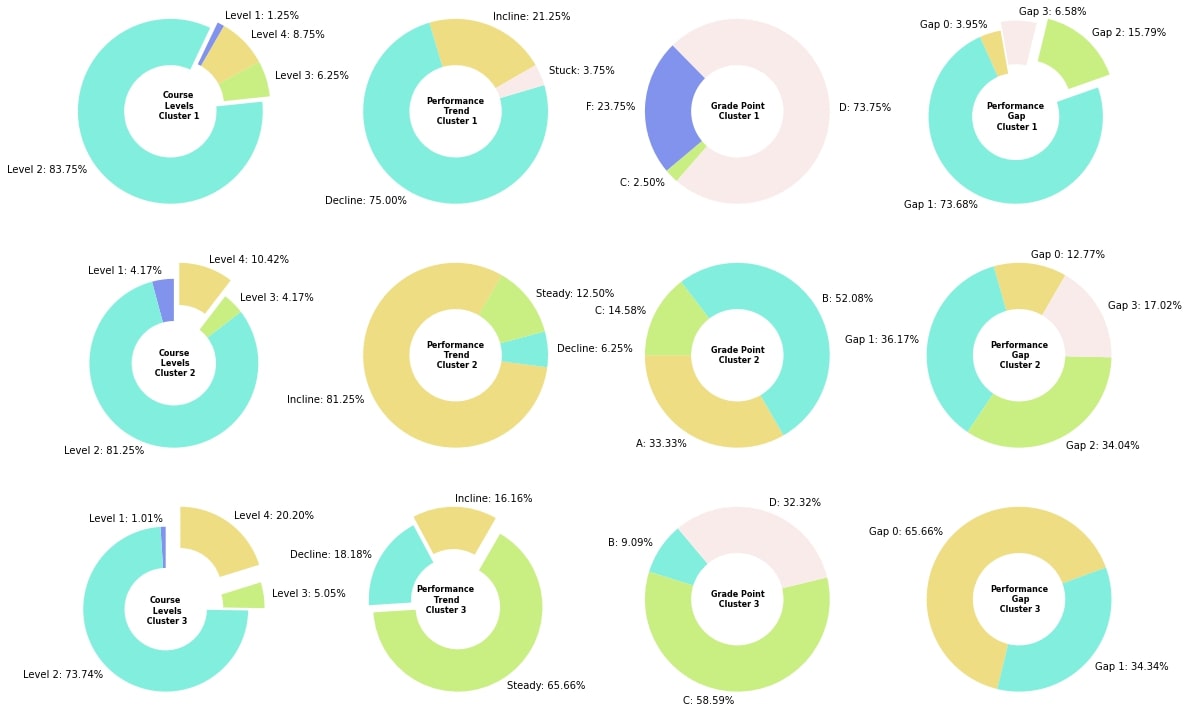 Level 1: 1.25%
Level 4: 8.75%
Level 3: 6.25%
Course
Levels
Cluster 1
Level 2: 83.75%
Incline: 21.25%
Stuck: 3.75%
Performance
Trend
Cluster 1
Decline: 75.00%
F: 23.75%
Grade Point
Cluster 1
D: 73.75%
C: 2.50%
Gap 3: 6.58%
Gap 0: 3.95%
Gap 2: 15.79%
Performance
Gap
Cluster 1
Gap 1: 73.68%
Level 4: 10.42%
Level 1: 4.17%
Level 3: 4.17%
Course
Levels
Cluster 2
Level 2: 81.25%
Steady: 12.50%
Decline: 6.25%
Performance
Trend
Cluster 2
Incline: 81.25%
B: 52.08%
C: 14.58%
Grade Point
Cluster 2
A: 33.33%
Gap 0: 12.77%
Gap 3: 17.02%
Gap 1: 36.17%
Performance
Gap
Cluster 2
Gap 2: 34.04%
Level 4: 20.20%
Level 1: 1.01%
Level 3: 5.05%
Course
Levels
Cluster 3
Level 2: 73.74%
Incline: 16.16%
Decline: 18.18%
Performance
Trend
Cluster 3
Steady: 65.66%
D: 32.32%
B: 9.09%
Grade Point
Cluster 3
C: 58.59%
Gap 0: 65.66%
Performance
Gap
Cluster 3
Gap 1: 34.34%